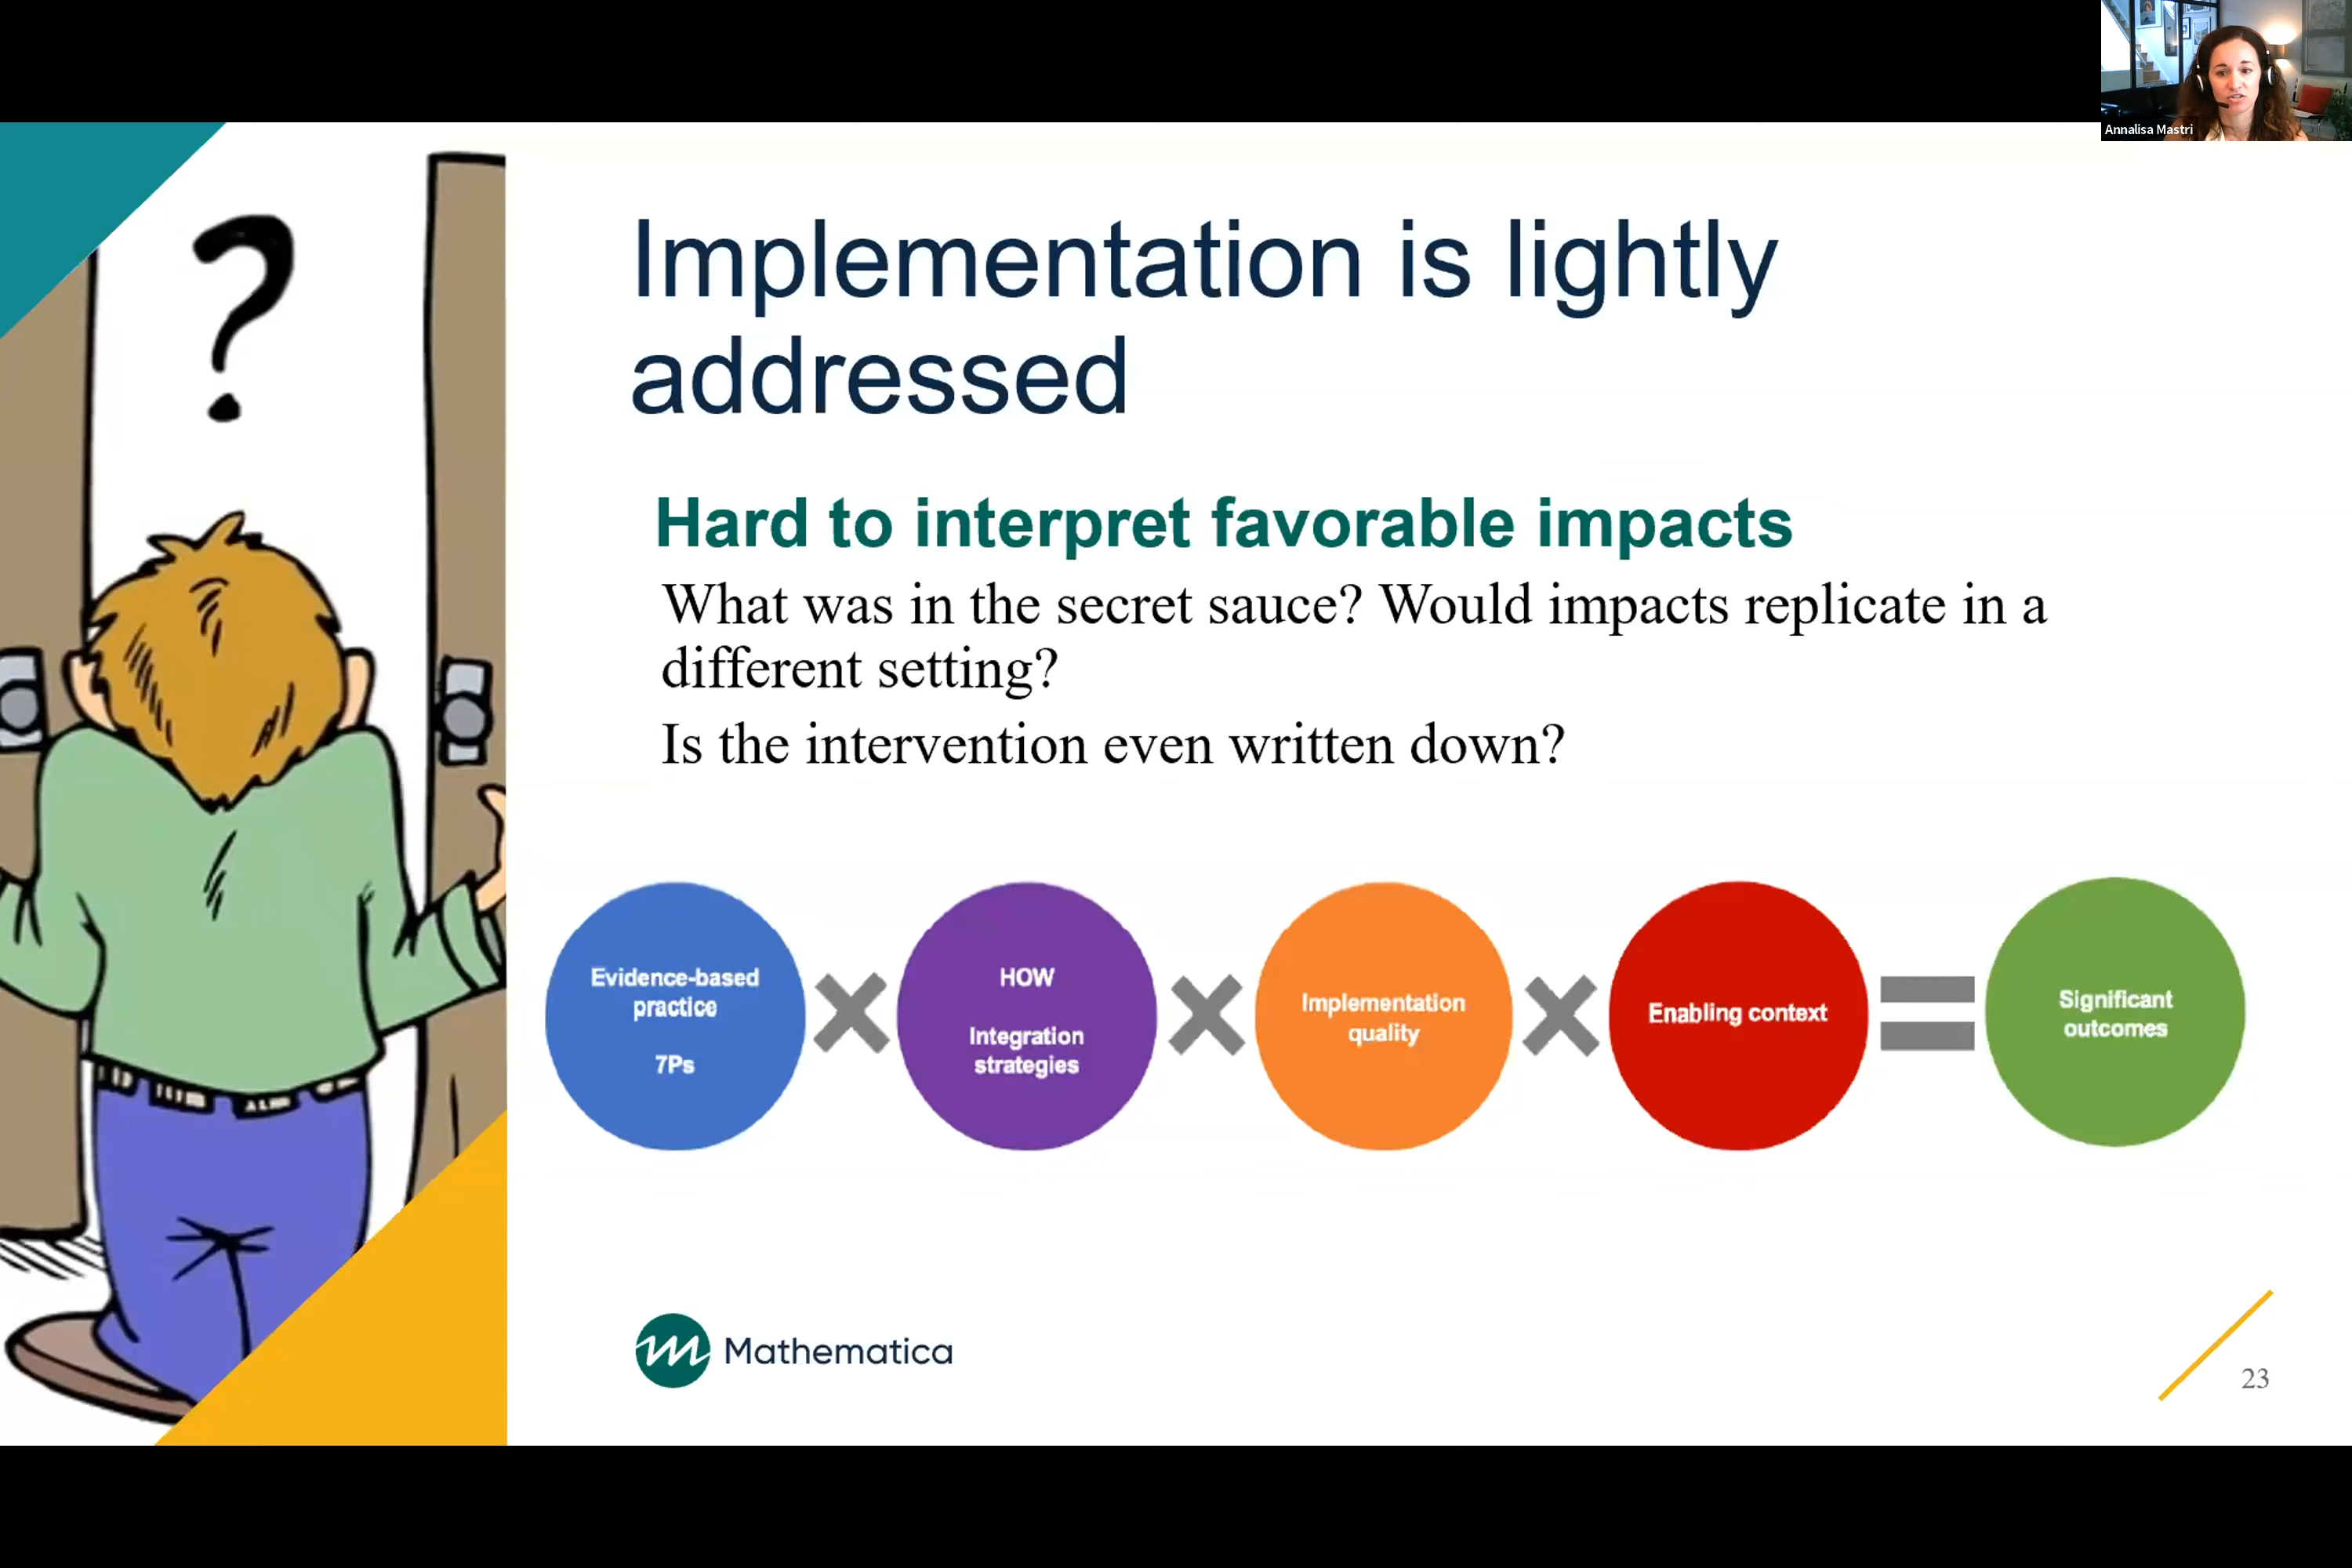 Annalisa Mastri
?
Implementation is lightly
addressed
Hard to interpret favorable impacts
What was in the secret sauce? Would impacts replicate in a
different setting?
Is the intervention even written down?
Evidence-based
practice
7Ps
HOW
Integration
strategies
Implementation
quality
Enabling context
Significant
outcomes
Mathematica
23